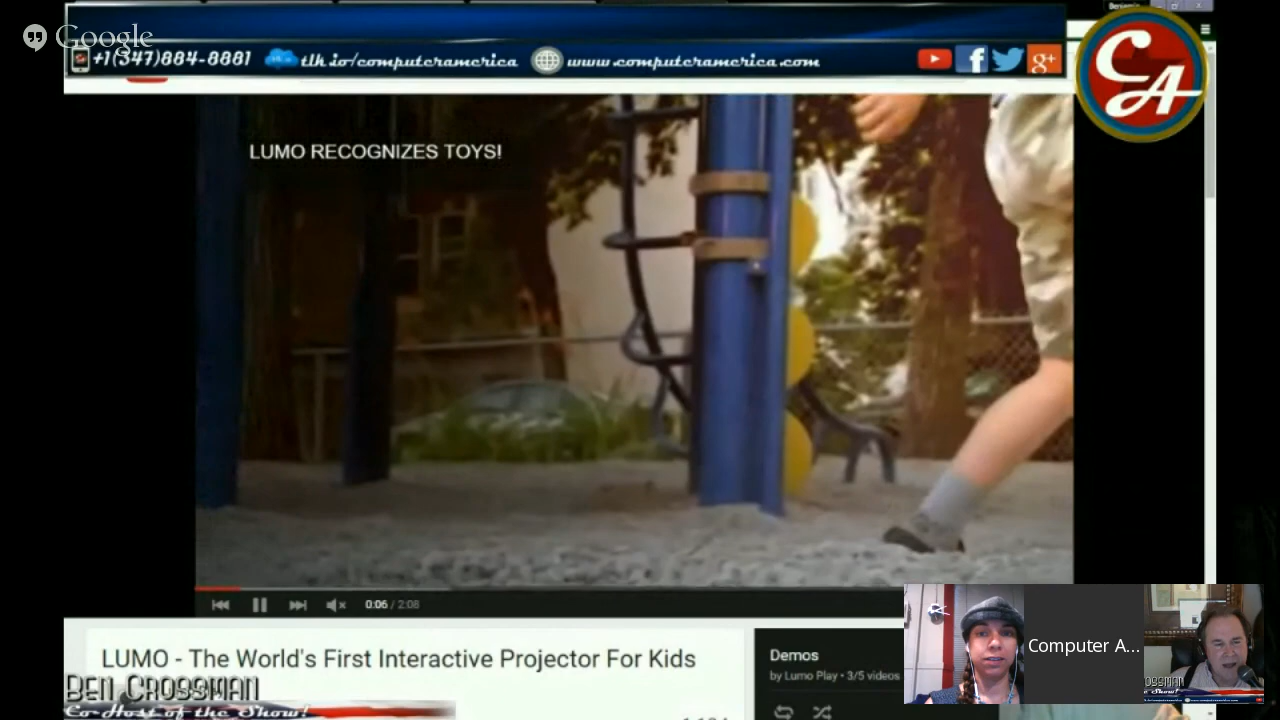 Google
Benjamin
+1(347)884-8881 tlk.io/computeramerica www.computeramerica.com
f
g+
CA
LUMO RECOGNIZES TOYS!
0:06 / 2:08
LUMO - The World's First Interactive Projector For Kids
Demos
by Lumo Play • 3/5 videos
Computer A...
BEN CROSSMAN
Co-Host of the Show!